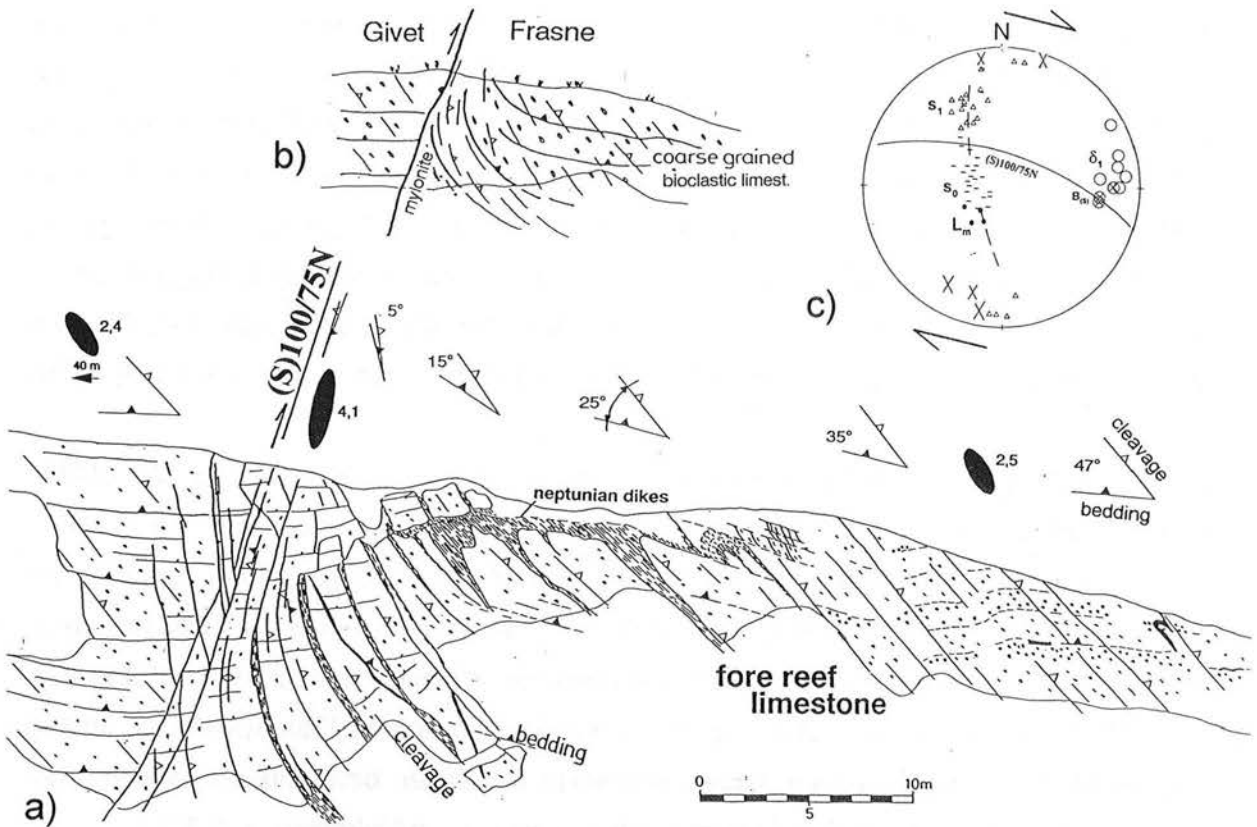 Givet
Frasne
b)
mylonite
coarse grained
bioclastic limest.
N
S₁
(S)100/75N
δ₁
S₀
B(S)
Lₘ
c)
2,4
40 m
(S)100/75N
4,1
5°
15°
25°
35°
2,5
47°
cleavage
bedding
neptunian dikes
fore reef
limestone
bedding
cleavage
a)
0
5
10m